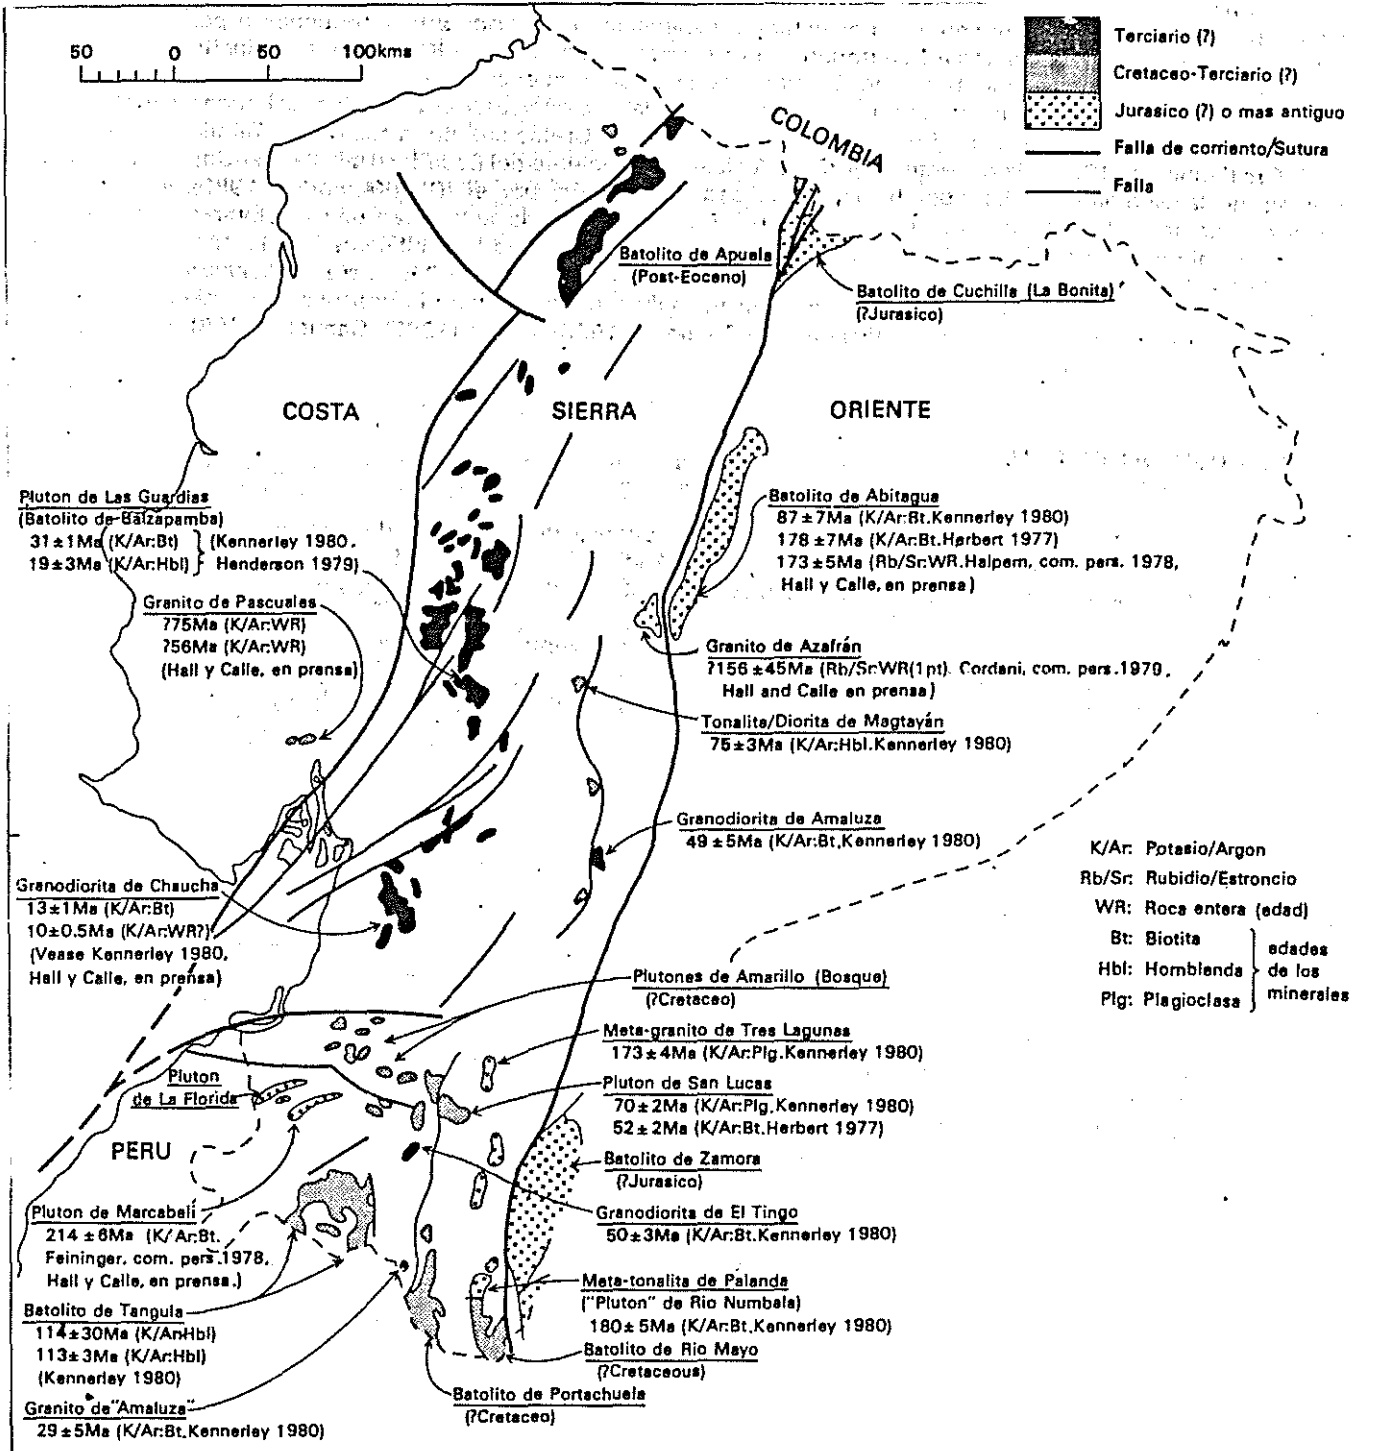 50 0 50 100kms
Terciario (?)
Cretaceo-Terciario (?)
Jurasico (?) o mas antiguo
Falla de corriento/Sutura
Falla
COLOMBIA
Batolito de Apuela
(Post-Eoceno)
Batolito de Cuchilla (La Bonita)
(?Jurasico)
COSTA
SIERRA
ORIENTE
Pluton de Las Guardias
(Batolito de Balzapamba)
31±1Ma (K/Ar:Bt) (Kennerley 1980.
19±3Ma (K/Ar:Hbl) Henderson 1979)
Batolito de Abitagua
87±7Ma (K/Ar:Bt.Kennerley 1980)
178±7Ma (K/Ar:Bt.Herbert 1977)
173±5Ma (Rb/Sr:WR.Halpern, com. pers. 1978,
Hall y Calle, en prensa)
Granito de Pascuales
?75Ma (K/Ar:WR)
?56Ma (K/Ar:WR)
(Hall y Calle, en prensa)
Granito de Azafrán
?156±45Ma (Rb/Sr:WR(1pt). Cordani, com. pers.1979,
Hall and Calle en prensa)
Tonalita/Diorita de Magtayán
75±3Ma (K/Ar:Hbl.Kennerley 1980)
Granodiorita de Amaluza
49±5Ma (K/Ar:Bt,Kennerley 1980)
K/Ar: Potasio/Argon
Rb/Sr: Rubidio/Estroncio
WR: Roca entera (edad)
Bt: Biotita
Hbl: Hornblenda
Plg: Plagioclasa
edades
de los
minerales
Granodiorita de Chaucha
13±1Ma (K/Ar:Bt)
10±0.5Ma (K/Ar:WR?)
(Vease Kennerley 1980,
Hall y Calle, en prensa)
Plutones de Amarillo (Bosque)
(?Cretaceo)
Meta-granito de Tres Lagunas
173±4Ma (K/Ar:Plg.Kennerley 1980)
Pluton
de La Florida
Pluton de San Lucas
70±2Ma (K/Ar:Plg,Kennerley 1980)
52±2Ma (K/Ar:Bt.Herbert 1977)
PERU
Batolito de Zamora
(?Jurasico)
Pluton de Marcabelí
214±6Ma (K/Ar:Bt.
Feininger, com. pers.1978,
Hall y Calle, en prensa.)
Granodiorita de El Tingo
50±3Ma (K/Ar:Bt.Kennerley 1980)
Meta-tonalita de Palanda
("Pluton" de Rio Numbala)
180±5Ma (K/Ar:Bt,Kennerley 1980)
Batolito de Tangula
114±30Ma (K/Ar:Hbl)
113±3Ma (K/Ar:Hbl)
(Kennerley 1980)
Batolito de Rio Mayo
(?Cretaceous)
Batolito de Portachuela
(?Cretaceo)
Granito de "Amaluza"
29±5Ma (K/Ar:Bt.Kennerley 1980)